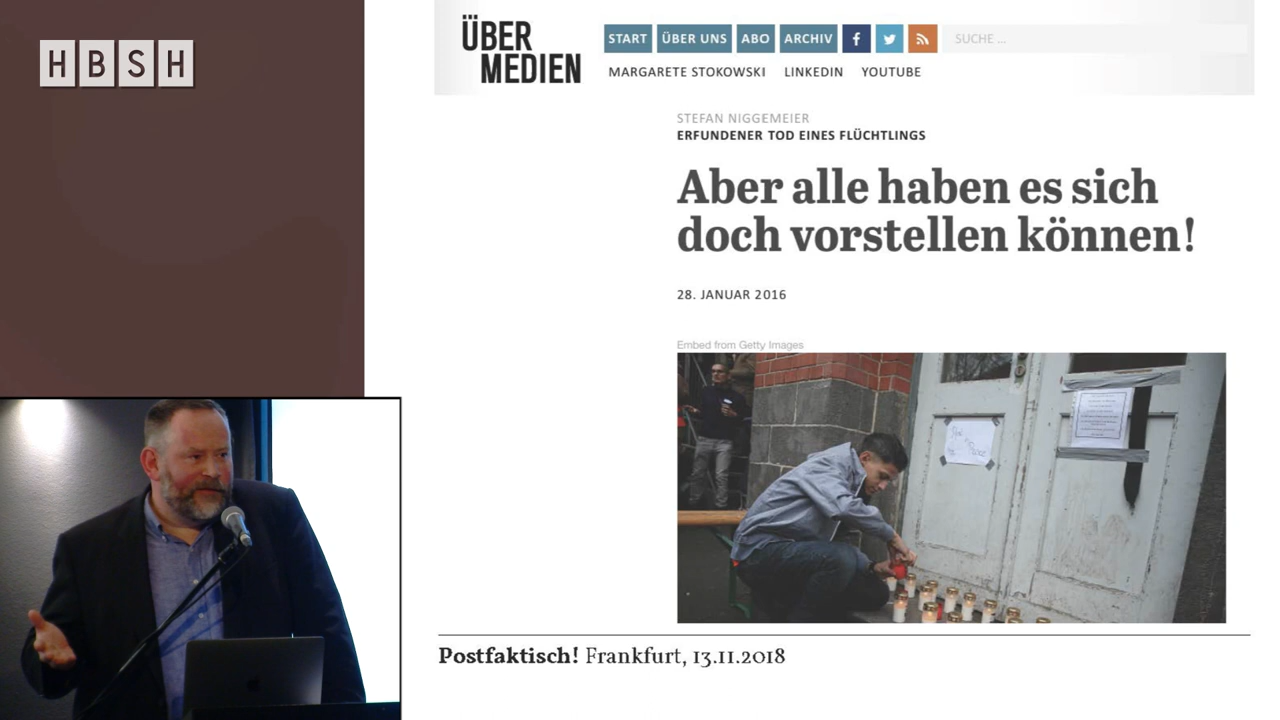 HBSH
ÜBER
MEDIEN
START ÜBER UNS ABO ARCHIV
SUCHE ...
MARGARETE STOKOWSKI LINKEDIN YOUTUBE
STEFAN NIGGEMEIER
ERFUNDENER TOD EINES FLÜCHTLINGS
Aber alle haben es sich
doch vorstellen können!
28. JANUAR 2016
Embed from Getty Images
Postfaktisch! Frankfurt, 13.11.2018